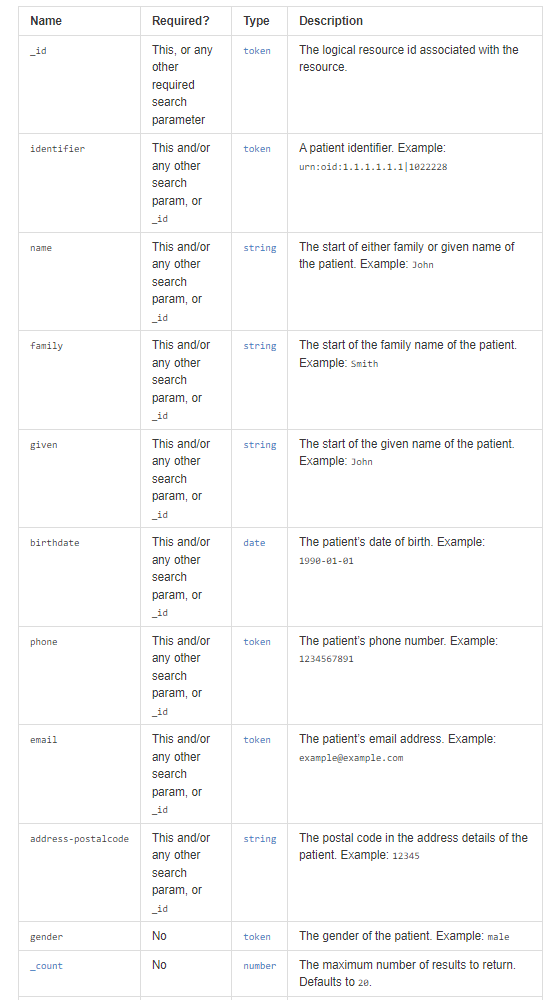 Name Required? Type Description
_id This, or any other required search parameter token The logical resource id associated with the resource.
identifier This and/or any other search param, or _id token A patient identifier. Example: urn:oid:1.1.1.1.1.1|1022228
name This and/or any other search param, or _id string The start of either family or given name of the patient. Example: John
family This and/or any other search param, or _id string The start of the family name of the patient. Example: Smith
given This and/or any other search param, or _id string The start of the given name of the patient. Example: John
birthdate This and/or any other search param, or _id date The patient's date of birth. Example: 1990-01-01
phone This and/or any other search param, or _id token The patient's phone number. Example: 1234567891
email This and/or any other search param, or _id token The patient's email address. Example: example@example.com
address-postalcode This and/or any other search param, or _id string The postal code in the address details of the patient. Example: 12345
gender No token The gender of the patient. Example: male
_count No number The maximum number of results to return. Defaults to 20.